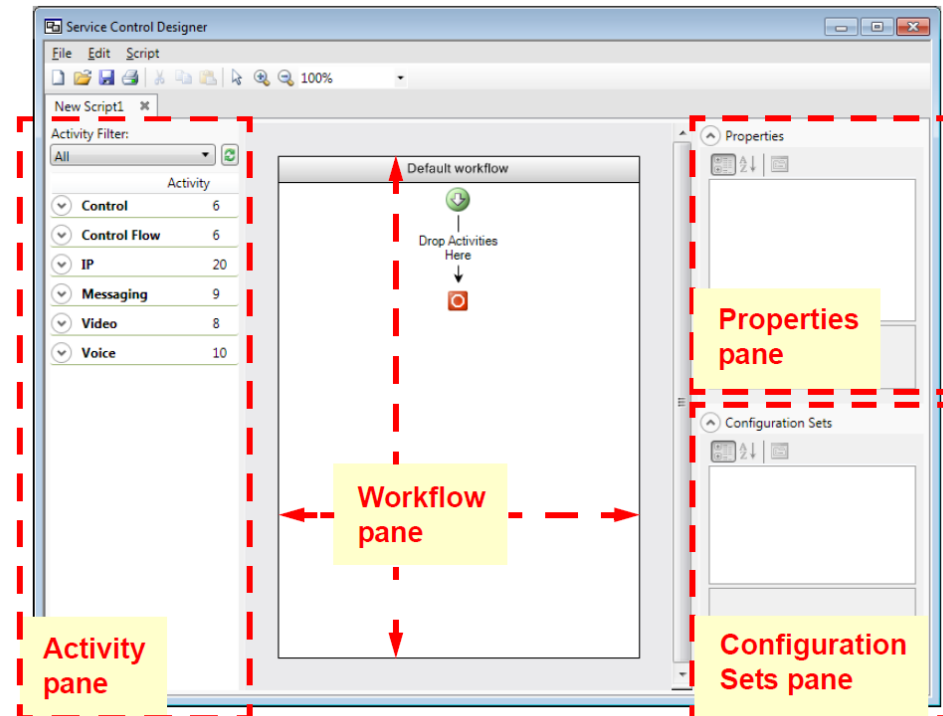 Service Control Designer
File Edit Script
100%
New Script1
Activity Filter:
All
Activity
Control 6
Control Flow 6
IP 20
Messaging 9
Video 8
Voice 10
Default workflow
Drop Activities
Here
Workflow
pane
Activity
pane
Properties
Properties
pane
Configuration Sets
Configuration
Sets pane